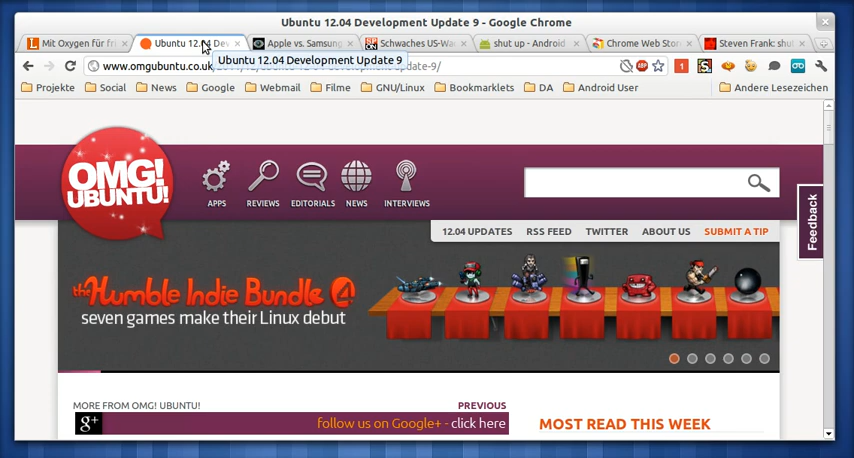 Ubuntu 12.04 Development Update 9 - Google Chrome
Mit Oxygen für fri
Ubuntu 12.04 Dev
Apple vs. Samsung
Schwaches US-Wac
shut up - Android
Chrome Web Stor
Steven Frank: shut
www.omgubuntu.co.uk
Ubuntu 12.04 Development Update 9
update-9/
ABP
1
S
Projekte
Social
News
Google
Webmail
Filme
GNU/Linux
Bookmarklets
DA
Android User
Andere Lesezeichen
OMG!
UBUNTU!
APPS
REVIEWS
EDITORIALS
NEWS
INTERVIEWS
Feedback
12.04 UPDATES
RSS FEED
TWITTER
ABOUT US
SUBMIT A TIP
the Humble Indie Bundle 4
seven games make their Linux debut
MORE FROM OMG! UBUNTU!
PREVIOUS
g+
follow us on Google+ - click here
MOST READ THIS WEEK